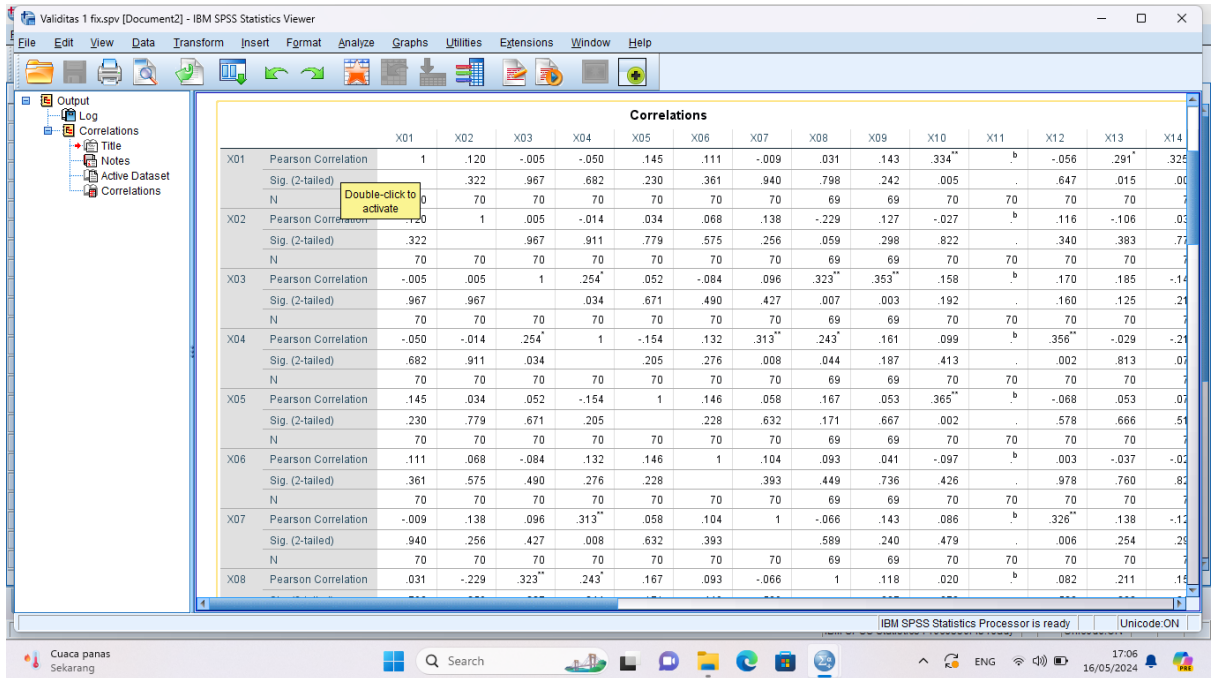 Validitas 1 fix.spv [Document2] - IBM SPSS Statistics Viewer
File Edit View Data Transform Insert Format Analyze Graphs Utilities Extensions Window Help
Output
Log
Correlations
Title
Notes
Active Dataset
Correlations
Correlations
X01 X02 X03 X04 X05 X06 X07 X08 X09 X10 X11 X12 X13 X14
X01 Pearson Correlation 1 .120 -.005 -.050 .145 .111 -.009 .031 .143 .334** .b -.056 .291* .325
Sig. (2-tailed) .322 .967 .682 .230 .361 .940 .798 .242 .005 . .647 .015
N 70 70 70 70 70 70 69 69 70 70 70 70
Double-click to
activate
X02 Pearson Correlation .120 1 .005 -.014 .034 .068 .138 -.229 .127 -.027 .b .116 -.106
Sig. (2-tailed) .322 .967 .911 .779 .575 .256 .059 .298 .822 . .340 .383
N 70 70 70 70 70 70 70 69 69 70 70 70 70
X03 Pearson Correlation -.005 .005 1 .254* .052 -.084 .096 .323** .353** .158 .b .170 .185
Sig. (2-tailed) .967 .967 .034 .671 .490 .427 .007 .003 .192 . .160 .125
N 70 70 70 70 70 70 70 69 69 70 70 70 70
X04 Pearson Correlation -.050 -.014 .254* 1 -.154 .132 .313** .243* .161 .099 .b .356** -.029
Sig. (2-tailed) .682 .911 .034 .205 .276 .008 .044 .187 .413 . .002 .813
N 70 70 70 70 70 70 70 69 69 70 70 70 70
X05 Pearson Correlation .145 .034 .052 -.154 1 .146 .058 .167 .053 .365** .b -.068 .053
Sig. (2-tailed) .230 .779 .671 .205 .228 .632 .171 .667 .002 . .578 .666
N 70 70 70 70 70 70 70 69 69 70 70 70 70
X06 Pearson Correlation .111 .068 -.084 .132 .146 1 .104 .093 .041 -.097 .b .003 -.037
Sig. (2-tailed) .361 .575 .490 .276 .228 .393 .449 .736 .426 . .978 .760
N 70 70 70 70 70 70 70 69 69 70 70 70 70
X07 Pearson Correlation -.009 .138 .096 .313** .058 .104 1 -.066 .143 .086 .b .326** .138
Sig. (2-tailed) .940 .256 .427 .008 .632 .393 .589 .240 .479 . .006 .254
N 70 70 70 70 70 70 70 69 69 70 70 70 70
X08 Pearson Correlation .031 -.229 .323** .243* .167 .093 -.066 1 .118 .020 .b .082 .211
IBM SPSS Statistics Processor is ready Unicode:ON
Cuaca panas
Sekarang
Search
ENG
17:06
16/05/2024
PRE